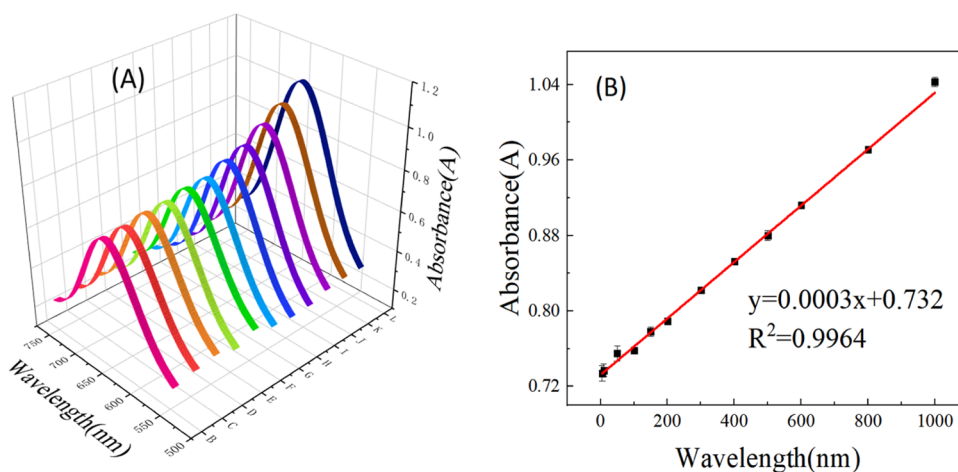 (A)
Absorbance(A)
1.2
1.0
0.8
0.6
0.4
0.2
Wavelength(nm)
750
700
650
600
550
500
B
C
D
E
F
G
H
I
J
K
L
(B)
Absorbance(A)
1.04
0.96
0.88
0.80
0.72
y=0.0003x+0.732
R²=0.9964
0 200 400 600 800 1000
Wavelength(nm)